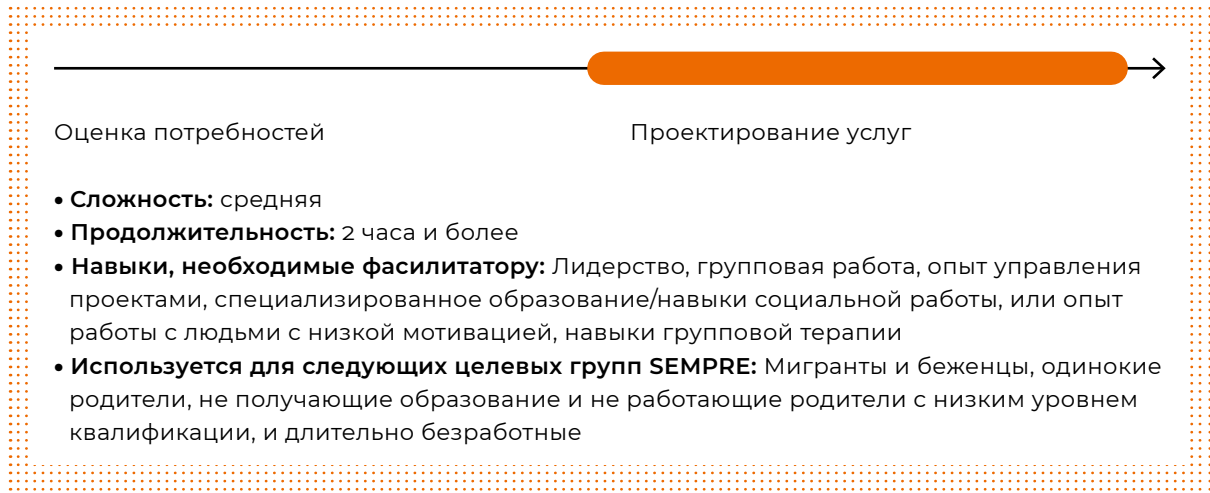 Оценка потребностей Проектирование услуг
• Сложность: средняя
• Продолжительность: 2 часа и более
• Навыки, необходимые фасилитатору: Лидерство, групповая работа, опыт управления
проектами, специализированное образование/навыки социальной работы, или опыт
работы с людьми с низкой мотивацией, навыки групповой терапии
• Используется для следующих целевых групп SEMPRE: Мигранты и беженцы, одинокие
родители, не получающие образование и не работающие родители с низким уровнем
квалификации, и длительно безработные